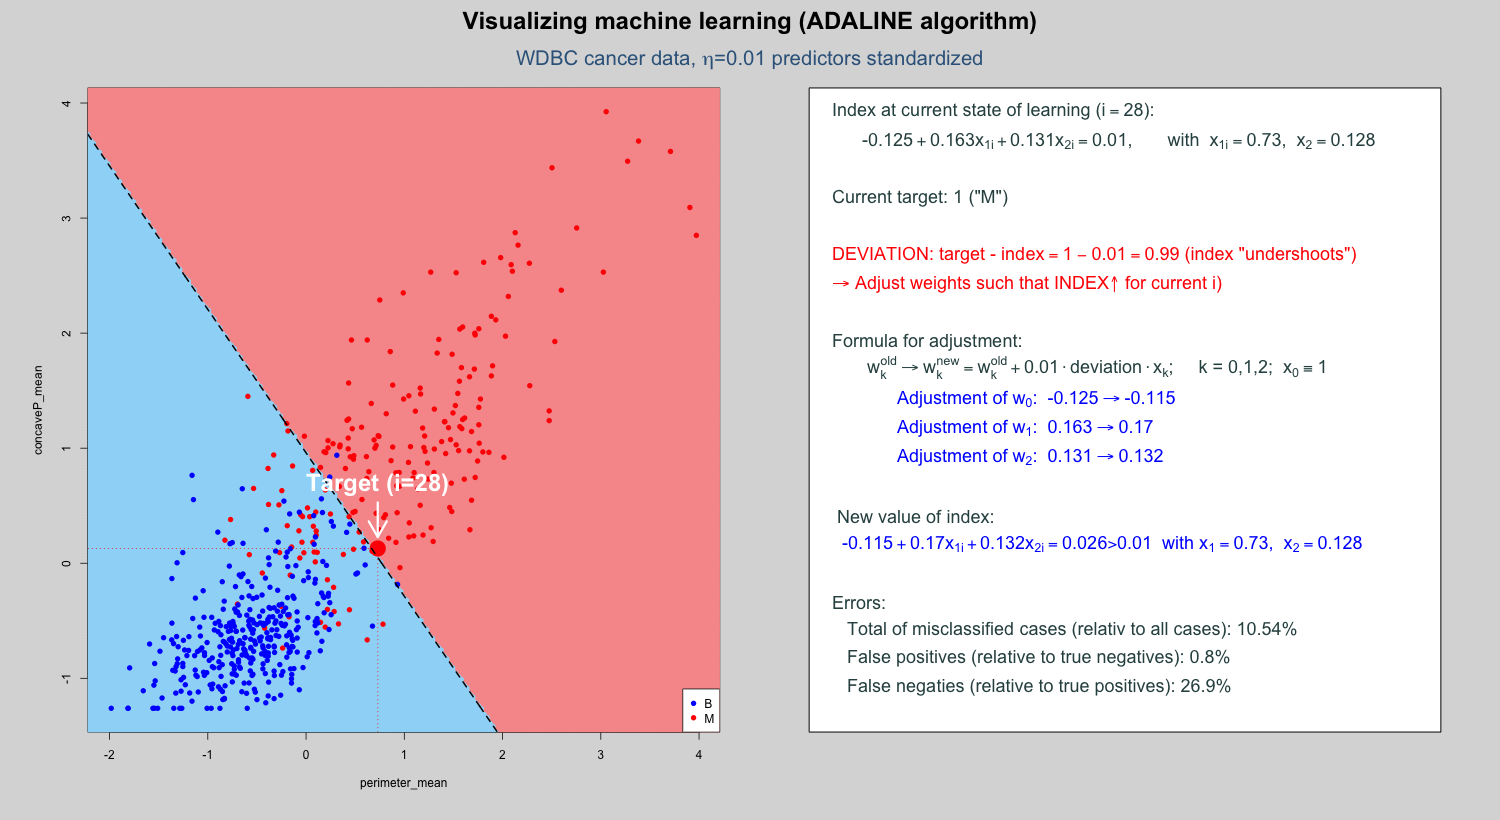 Visualizing machine learning (ADALINE algorithm)
WDBC cancer data, η=0.01 predictors standardized
4
3
2
1
0
-1
concaveP_mean
Target (i=28)
B
M
-2 -1 0 1 2 3 4
perimeter_mean
Index at current state of learning (i = 28):
-0.125 + 0.163x1i + 0.131x2i = 0.01, with x1i = 0.73, x2 = 0.128
Current target: 1 ("M")
DEVIATION: target - index = 1 − 0.01 = 0.99 (index "undershoots")
→ Adjust weights such that INDEX↑ for current i)
Formula for adjustment:
w_k^old → w_k^new = w_k^old + 0.01 · deviation · x_k; k = 0,1,2; x0 ≡ 1
Adjustment of w0: -0.125 → -0.115
Adjustment of w1: 0.163 → 0.17
Adjustment of w2: 0.131 → 0.132
New value of index:
-0.115 + 0.17x1i + 0.132x2i = 0.026>0.01 with x1 = 0.73, x2 = 0.128
Errors:
Total of misclassified cases (relativ to all cases): 10.54%
False positives (relative to true negatives): 0.8%
False negaties (relative to true positives): 26.9%